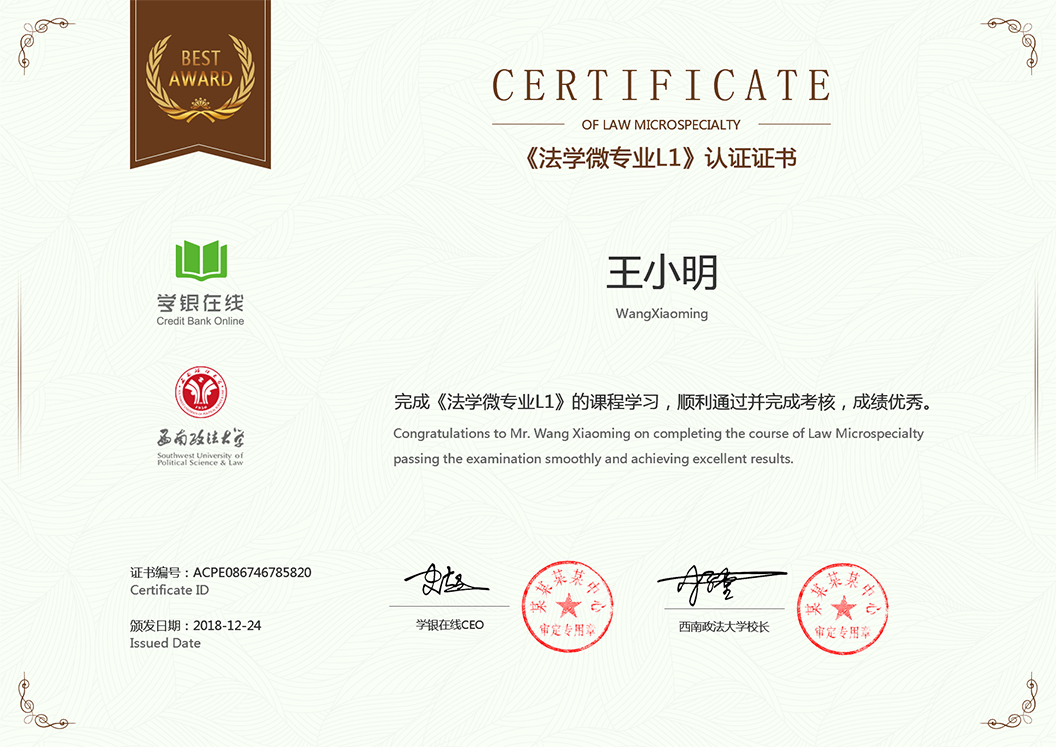 BEST
AWARD
CERTIFICATE
OF LAW MICROSPECIALTY
《法学微专业L1》认证证书
学银在线
Credit Bank Online
西南政法大学
Southwest University of
Political Science & Law
王小明
WangXiaoming
完成《法学微专业L1》的课程学习，顺利通过并完成考核，成绩优秀。
Congratulations to Mr. Wang Xiaoming on completing the course of Law Microspecialty
passing the examination smoothly and achieving excellent results.
证书编号：ACPE086746785820
Certificate ID
颁发日期：2018-12-24
Issued Date
学银在线CEO
某某某某中心
审定专用章
西南政法大学校长
某某某某中心
审定专用章